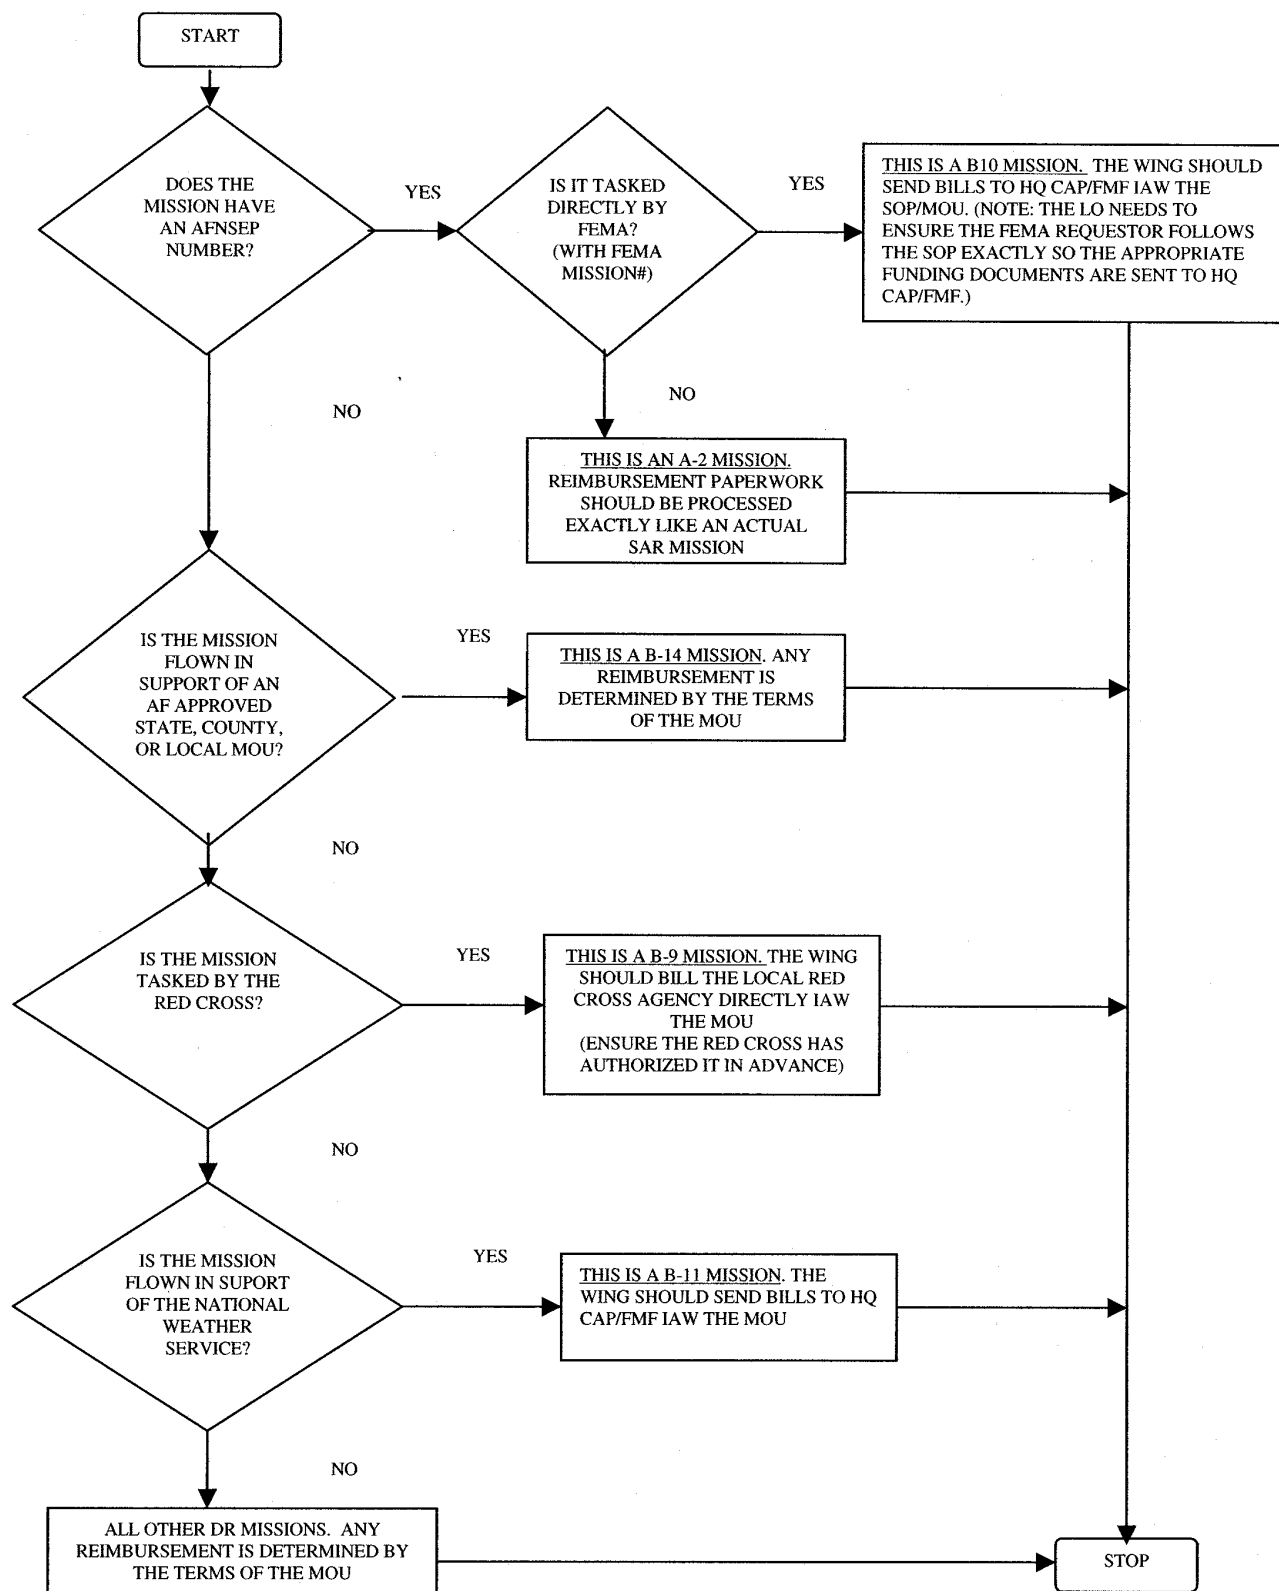 START
DOES THE
MISSION HAVE
AN AFNSEP
NUMBER?
YES
IS IT TASKED
DIRECTLY BY
FEMA?
(WITH FEMA
MISSION#)
YES
THIS IS A B10 MISSION. THE WING SHOULD
SEND BILLS TO HQ CAP/FMF IAW THE
SOP/MOU. (NOTE: THE LO NEEDS TO
ENSURE THE FEMA REQUESTOR FOLLOWS
THE SOP EXACTLY SO THE APPROPRIATE
FUNDING DOCUMENTS ARE SENT TO HQ
CAP/FMF.)
NO
NO
THIS IS AN A-2 MISSION.
REIMBURSEMENT PAPERWORK
SHOULD BE PROCESSED
EXACTLY LIKE AN ACTUAL
SAR MISSION
IS THE MISSION
FLOWN IN
SUPPORT OF AN
AF APPROVED
STATE, COUNTY,
OR LOCAL MOU?
YES
THIS IS A B-14 MISSION. ANY
REIMBURSEMENT IS
DETERMINED BY THE TERMS
OF THE MOU
NO
IS THE MISSION
TASKED BY THE
RED CROSS?
YES
THIS IS A B-9 MISSION. THE WING
SHOULD BILL THE LOCAL RED
CROSS AGENCY DIRECTLY IAW
THE MOU
(ENSURE THE RED CROSS HAS
AUTHORIZED IT IN ADVANCE)
NO
IS THE MISSION
FLOWN IN SUPORT
OF THE NATIONAL
WEATHER
SERVICE?
YES
THIS IS A B-11 MISSION. THE
WING SHOULD SEND BILLS TO HQ
CAP/FMF IAW THE MOU
NO
ALL OTHER DR MISSIONS. ANY
REIMBURSEMENT IS DETERMINED BY
THE TERMS OF THE MOU
STOP